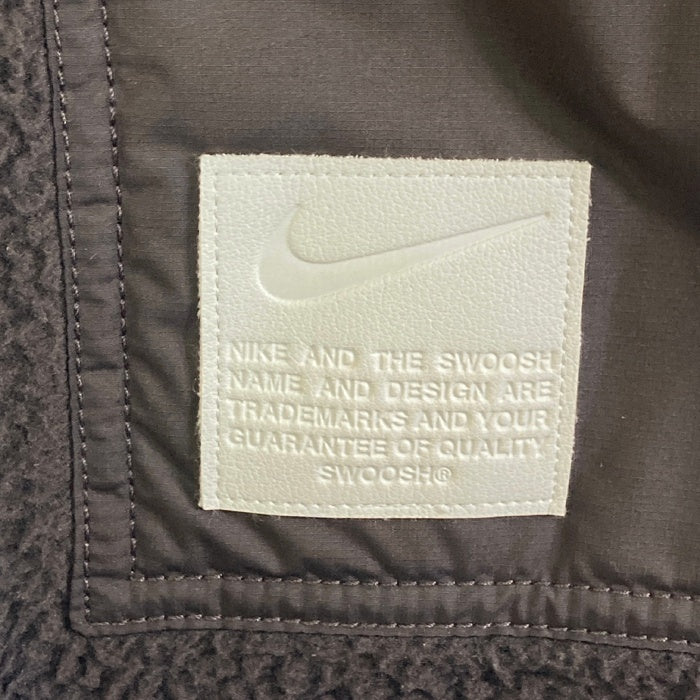 NIKE AND THE SWOOSH
NAME AND DESIGN ARE
TRADEMARKS AND YOUR
GUARANTEE OF QUALITY
SWOOSH®